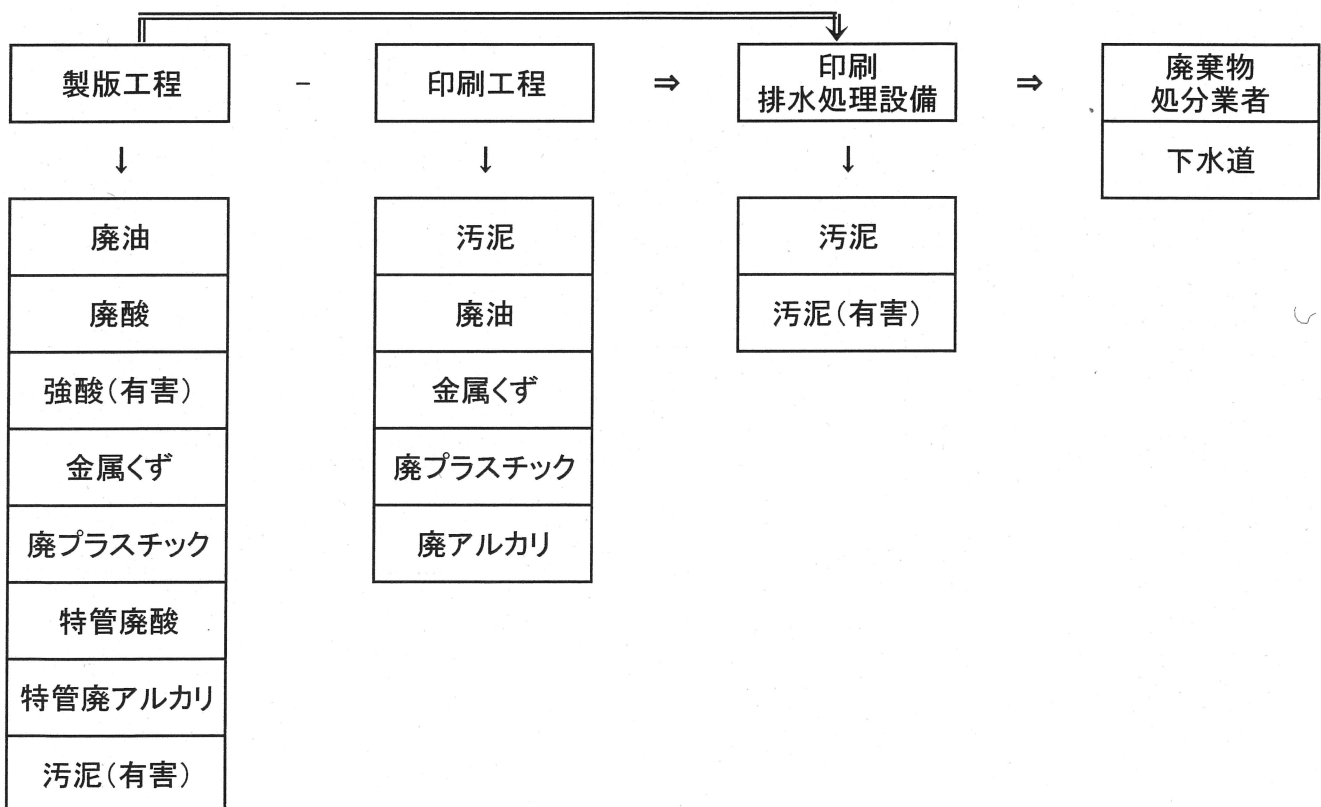 製版工程
－
印刷工程
⇒
印刷
排水処理設備
⇒
廃棄物
処分業者
下水道
↓
廃油
廃酸
強酸(有害)
金属くず
廃プラスチック
特管廃酸
特管廃アルカリ
汚泥(有害)
↓
汚泥
廃油
金属くず
廃プラスチック
廃アルカリ
↓
汚泥
汚泥(有害)